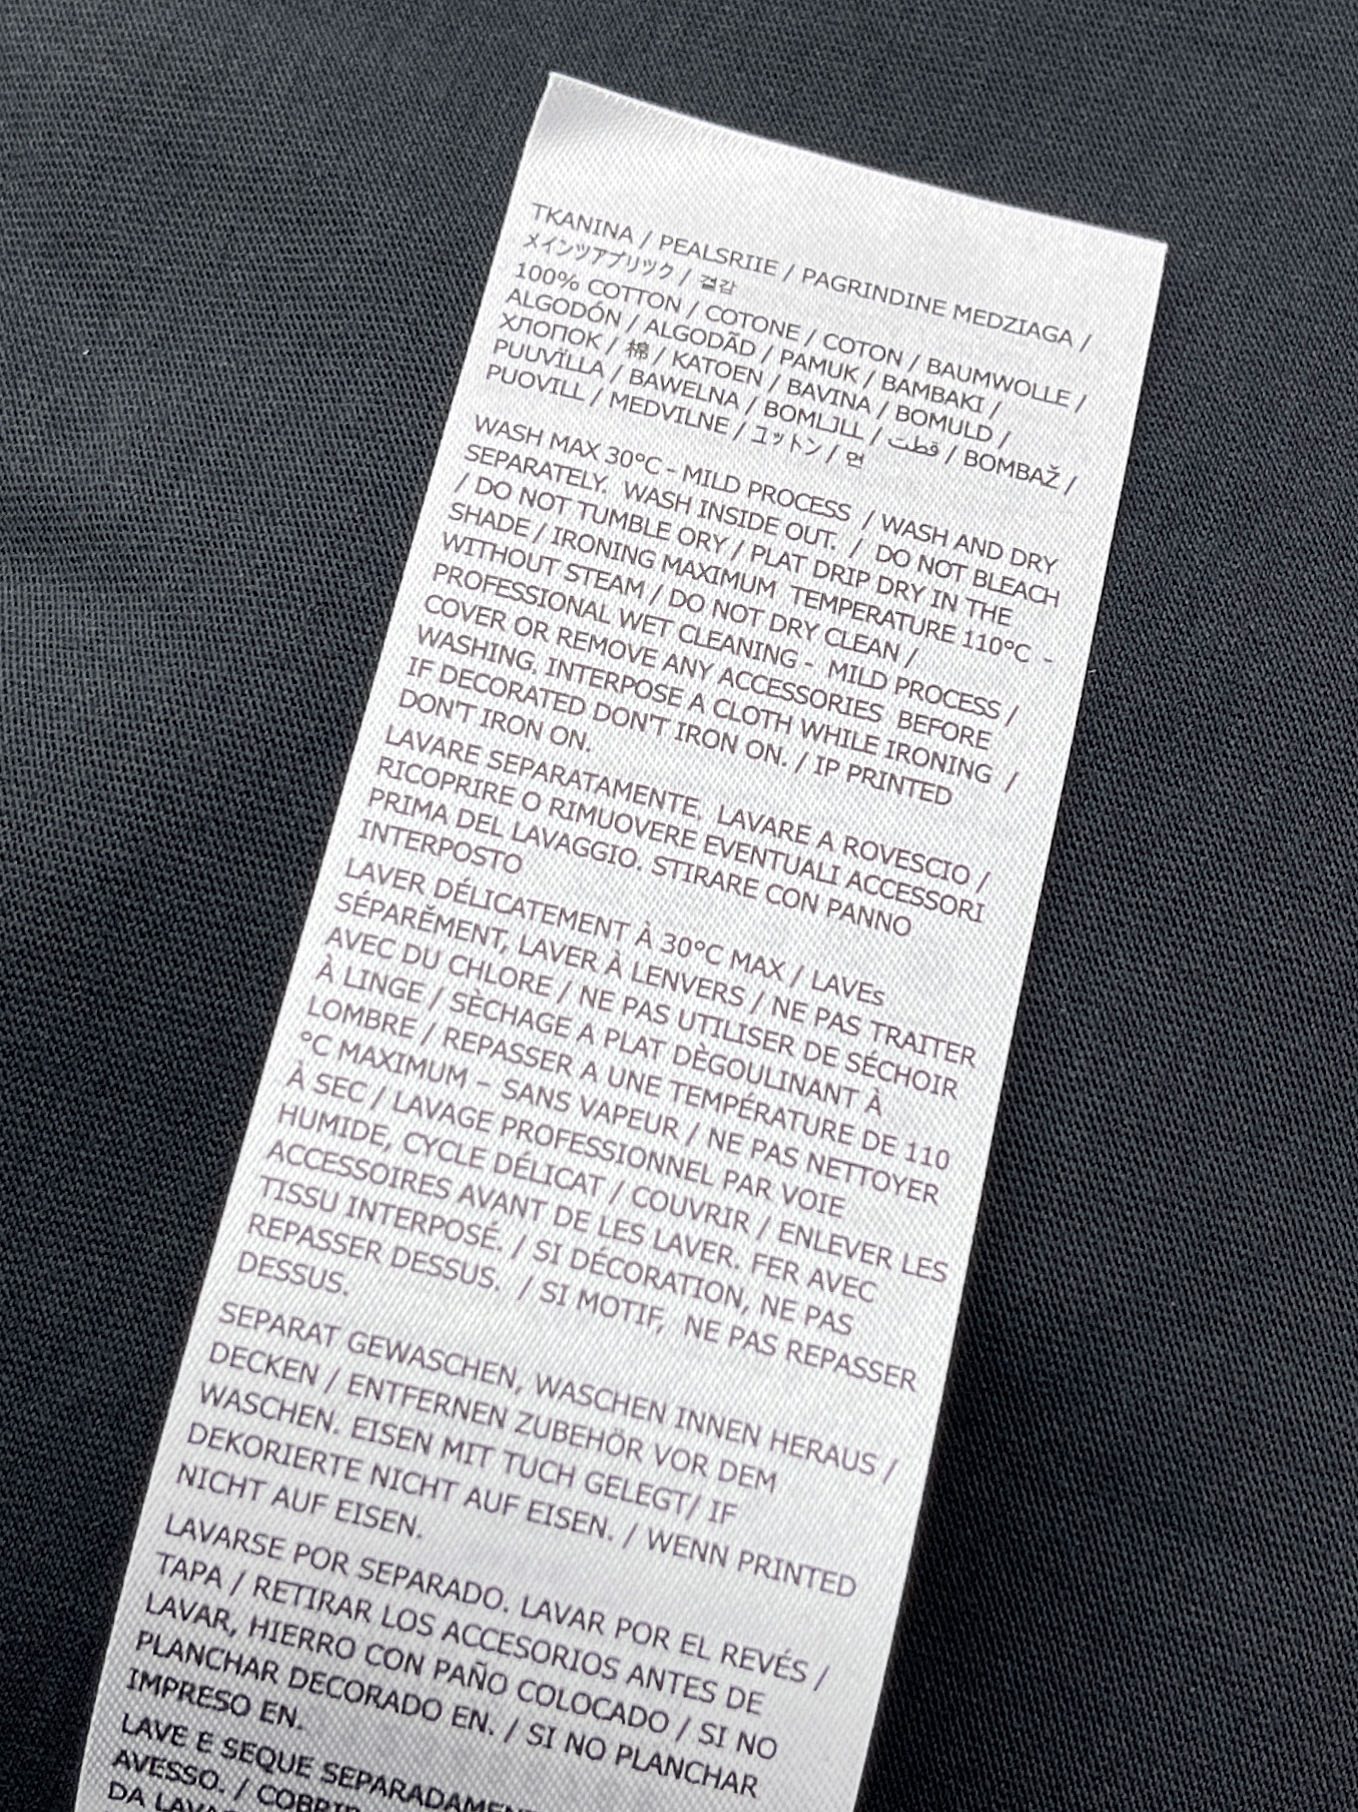 TKANINA / PEALSRIIE / PAGRINDINE MEDZIAGA /
メインツアブリツク / 겉감
100% COTTON / COTONE / COTON / BAUMWOLLE /
ALGODÓN / ALGODÃD / PAMUK / BAMBAKI /
ХЛОПОК / 棉 / KATOEN / BAVINA / BOMULD /
PUUVÏLLA / BAWELNA / BOMLJLL / قطت / BOMBAŽ /
PUOVILL / MEDVILNE / コットン / 면
WASH MAX 30°C - MILD PROCESS / WASH AND DRY
SEPARATELY. WASH INSIDE OUT. / DO NOT BLEACH
/ DO NOT TUMBLE ORY / PLAT DRIP DRY IN THE
SHADE / IRONING MAXIMUM TEMPERATURE 110°C -
WITHOUT STEAM / DO NOT DRY CLEAN /
PROFESSIONAL WET CLEANING - MILD PROCESS /
COVER OR REMOVE ANY ACCESSORIES BEFORE
WASHING. INTERPOSE A CLOTH WHILE IRONING /
IF DECORATED DON'T IRON ON. / IP PRINTED
DON'T IRON ON.
LAVARE SEPARATAMENTE, LAVARE A ROVESCIO /
RICOPRIRE O RIMUOVERE EVENTUALI ACCESSORI
PRIMA DEL LAVAGGIO. STIRARE CON PANNO
INTERPOSTO
LAVER DÉLICATEMENT À 30°C MAX / LAVEs
SÉPARĚMENT, LAVER À LENVERS / NE PAS TRAITER
AVEC DU CHLORE / NE PAS UTILISER DE SÉCHOIR
À LINGE / SÈCHAGE A PLAT DÈGOULINANT À
LOMBRE / REPASSER A UNE TEMPÉRATURE DE 110
°C MAXIMUM – SANS VAPEUR / NE PAS NETTOYER
À SEC / LAVAGE PROFESSIONNEL PAR VOIE
HUMIDE, CYCLE DÉLICAT / COUVRIR / ENLEVER LES
ACCESSOIRES AVANT DE LES LAVER. FER AVEC
TISSU INTERPOSÉ. / SI DÉCORATION, NE PAS
REPASSER DESSUS. / SI MOTIF, NE PAS REPASSER
DESSUS.
SEPARAT GEWASCHEN, WASCHEN INNEN HERAUS /
DECKEN / ENTFERNEN ZUBEHÖR VOR DEM
WASCHEN. EISEN MIT TUCH GELEGT/ IF
DEKORIERTE NICHT AUF EISEN. / WENN PRINTED
NICHT AUF EISEN.
LAVARSE POR SEPARADO. LAVAR POR EL REVÉS /
TAPA / RETIRAR LOS ACCESORIOS ANTES DE
LAVAR, HIERRO CON PAÑO COLOCADO / SI NO
PLANCHAR DECORADO EN. / SI NO PLANCHAR
IMPRESO EN.
LAVE E SEQUE
AVESSO. /
DA